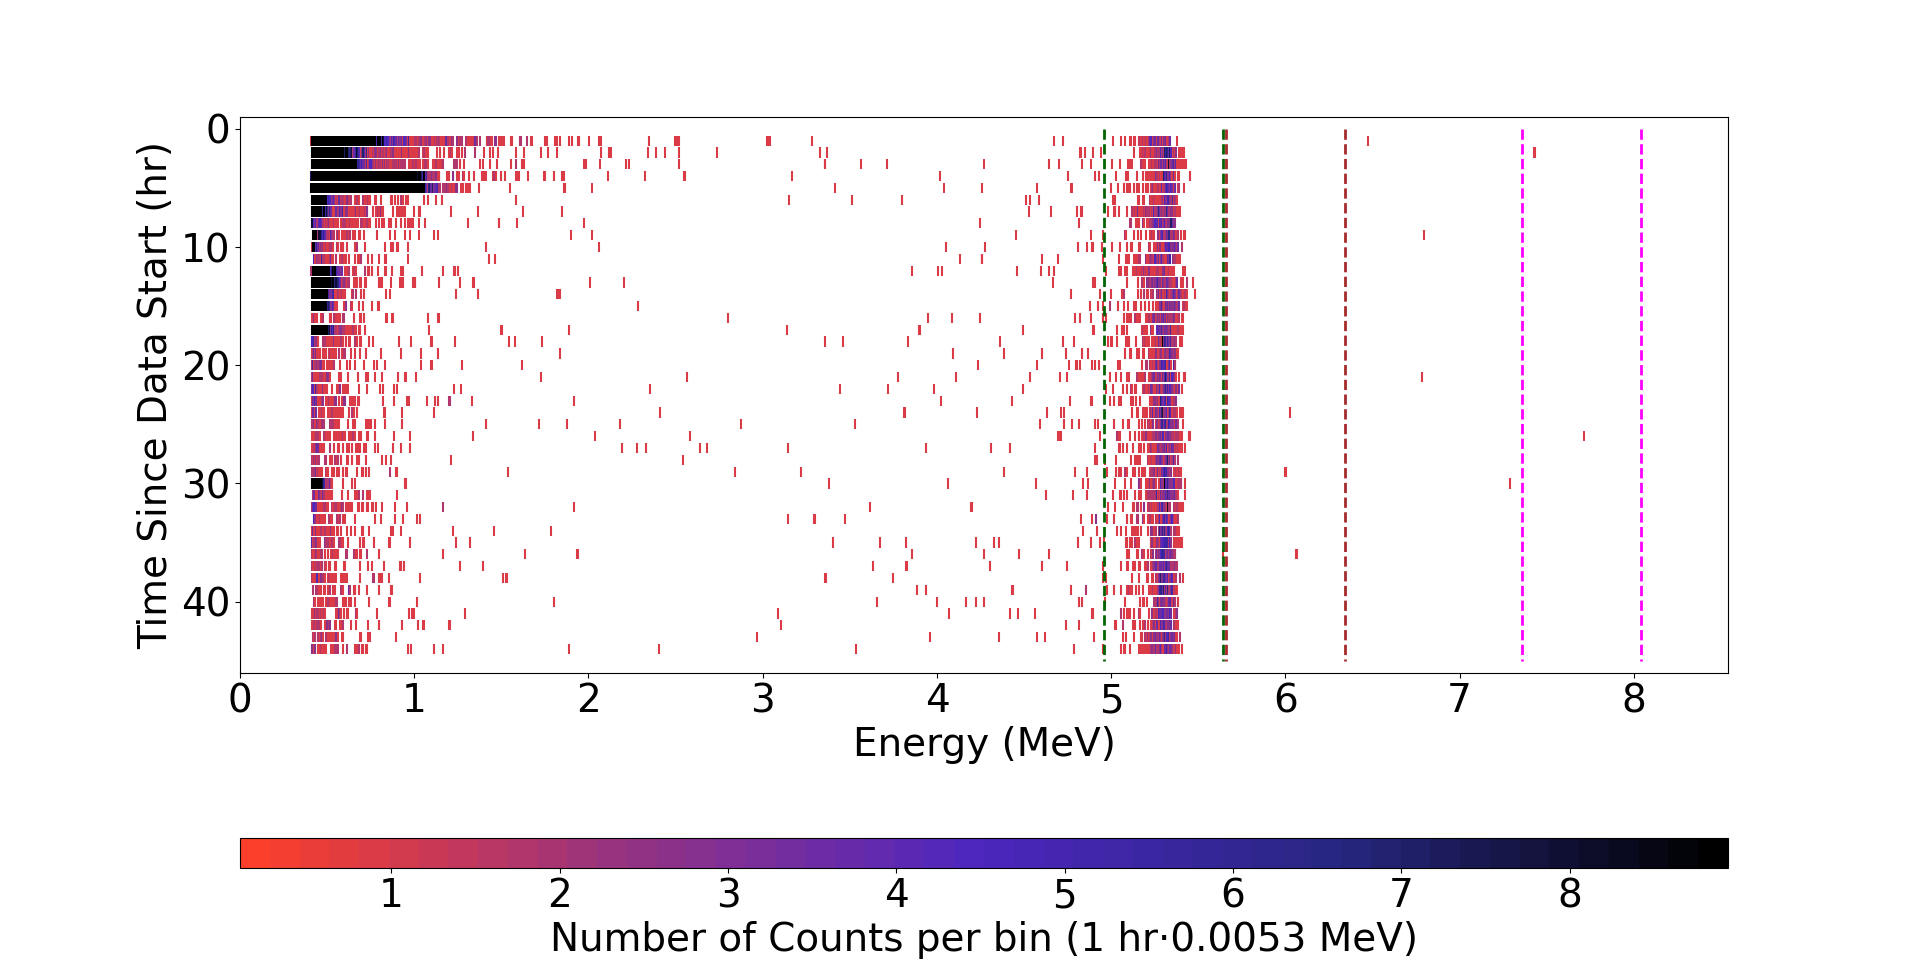 Time Since Data Start (hr)
0
10
20
30
40
0 1 2 3 4 5 6 7 8
Energy (MeV)
1 2 3 4 5 6 7 8
Number of Counts per bin (1 hr·0.0053 MeV)